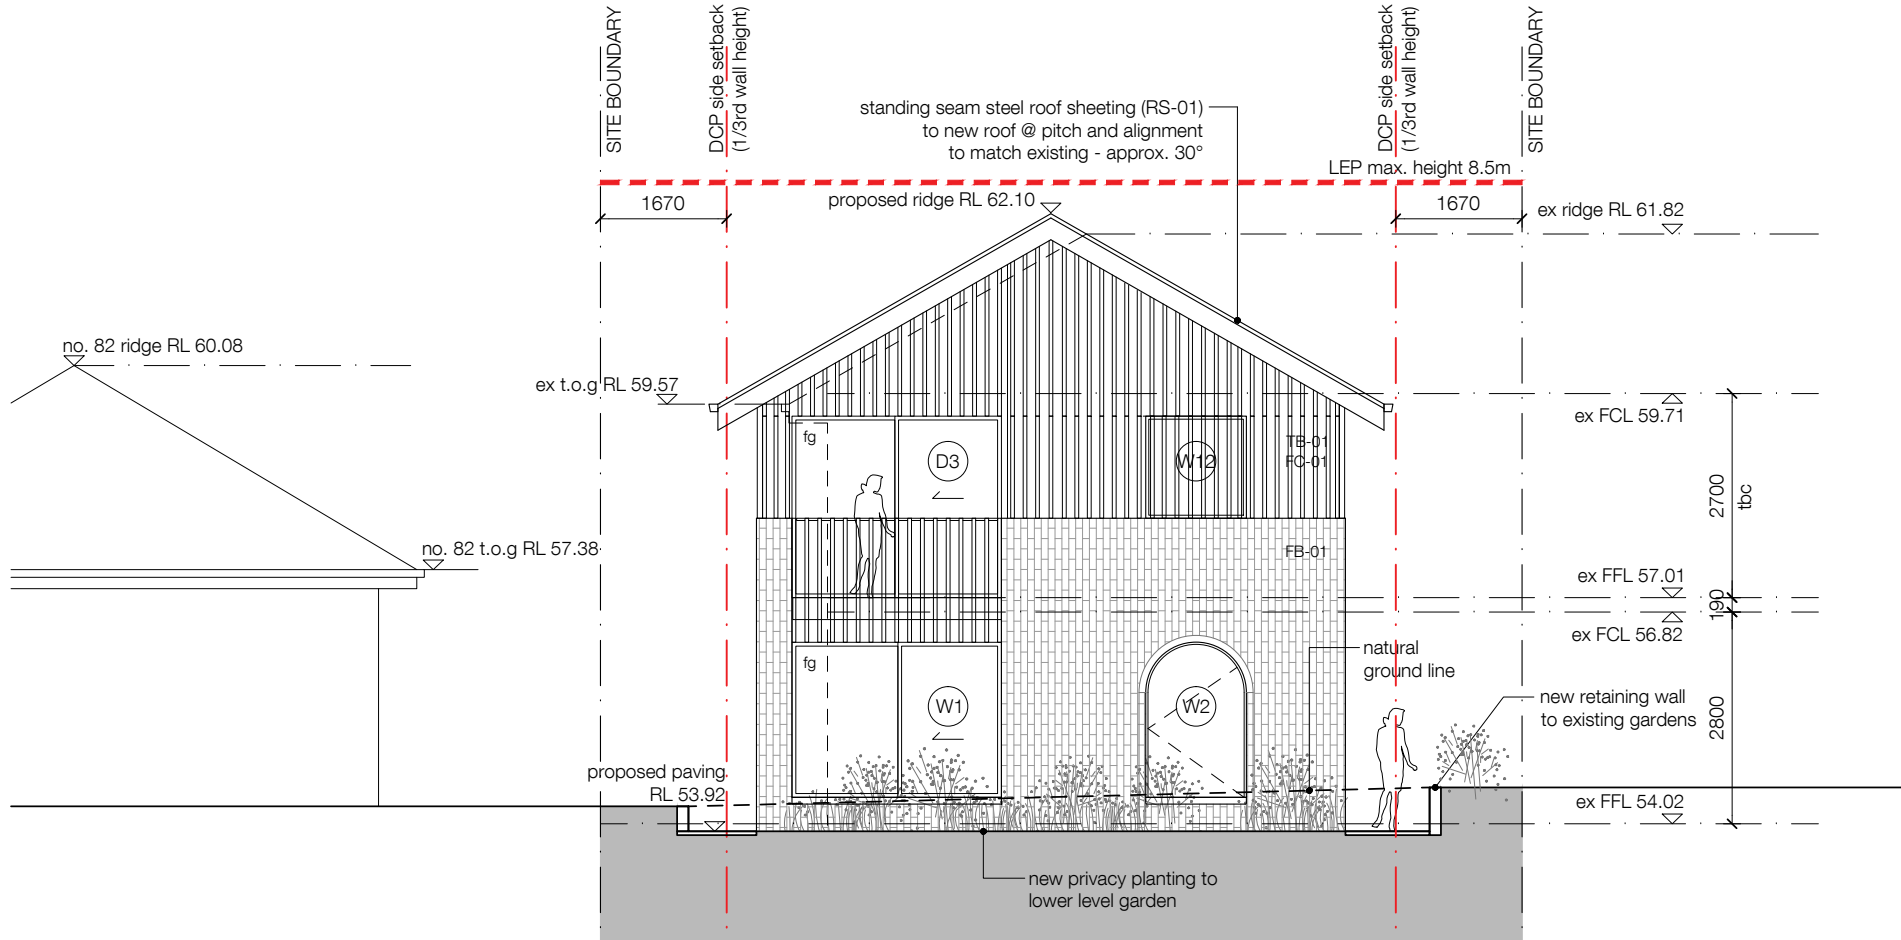 SITE BOUNDARY
DCP side setback
(1/3rd wall height)
DCP side setback
(1/3rd wall height)
SITE BOUNDARY
standing seam steel roof sheeting (RS-01)
to new roof @ pitch and alignment
to match existing - approx. 30°
LEP max. height 8.5m
1670
proposed ridge RL 62.10
1670
ex ridge RL 61.82
no. 82 ridge RL 60.08
ex t.o.g RL 59.57
ex FCL 59.71
fg
D3
W12
TB-01
FC-01
2700
tbc
no. 82 t.o.g RL 57.38
FB-01
ex FFL 57.01
190
ex FCL 56.82
fg
W1
W2
natural
ground line
new retaining wall
to existing gardens
2800
proposed paving
RL 53.92
ex FFL 54.02
new privacy planting to
lower level garden